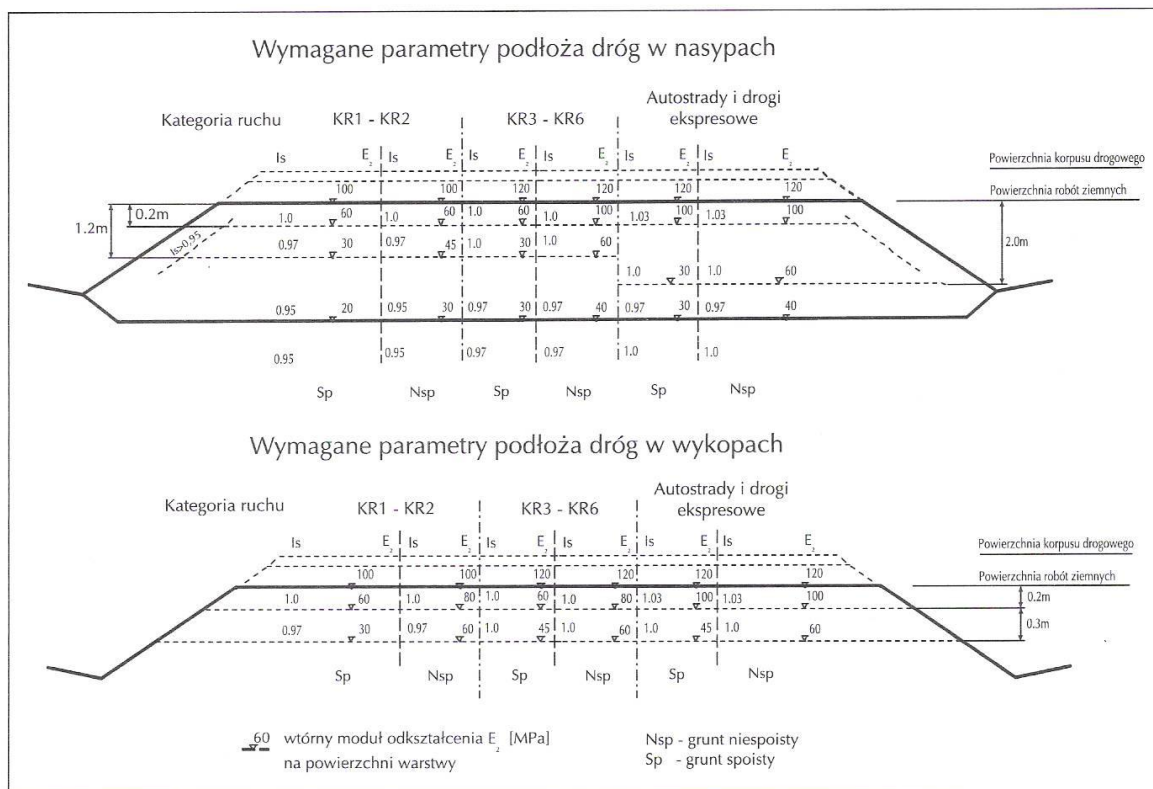 Wymagane parametry podłoża dróg w nasypach
Autostrady i drogi
ekspresowe
Kategoria ruchu KR1 - KR2 KR3 - KR6
Is E₂ Is E₂ Is E₂ Is E₂ Is E₂ Is E₂
Powierzchnia korpusu drogowego
100 100 120 120 120 120
Powierzchnia robót ziemnych
1.2m 0.2m 1.0 60 1.0 60 1.0 60 1.0 100 1.03 100 1.03 100
Is>0,95 0.97 30 0.97 45 1.0 30 1.0 60 2.0m
1.0 30 1.0 60
0.95 20 0.95 30 0.97 30 0.97 40 0.97 30 0.97 40
0.95 0.95 0.97 0.97 1.0 1.0
Sp Nsp Sp Nsp Sp Nsp
Wymagane parametry podłoża dróg w wykopach
Autostrady i drogi
ekspresowe
Kategoria ruchu KR1 - KR2 KR3 - KR6
Is E₂ Is E₂ Is E₂ Is E₂ Is E₂ Is E₂
Powierzchnia korpusu drogowego
100 100 120 120 120 120
Powierzchnia robót ziemnych
1.0 60 1.0 80 1.0 60 1.0 80 1.03 100 1.03 100 0.2m
0.97 30 0.97 60 1.0 45 1.0 60 1.0 45 1.0 60 0.3m
Sp Nsp Sp Nsp Sp Nsp
60 wtórny moduł odkształcenia E₂ [MPa]
na powierzchni warstwy
Nsp - grunt niespoisty
Sp - grunt spoisty